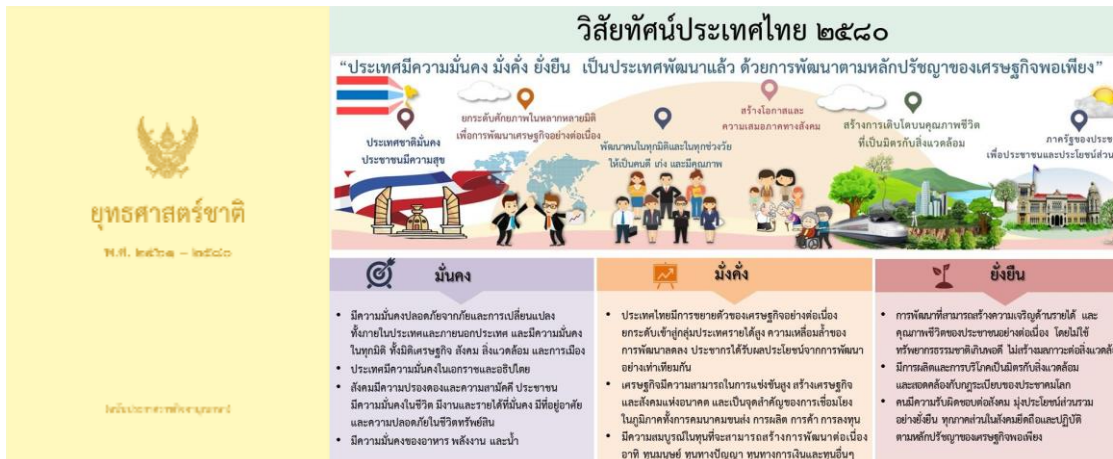 ยุทธศาสตร์ชาติ
พ.ศ. ๒๕๖๑ – ๒๕๘๐
วิสัยทัศน์ประเทศไทย ๒๕๘๐
“ประเทศมีความมั่นคง มั่งคั่ง ยั่งยืน เป็นประเทศพัฒนาแล้ว ด้วยการพัฒนาตามหลักปรัชญาของเศรษฐกิจพอเพียง”
ประเทศชาติมั่นคง
ประชาชนมีความสุข
ยกระดับศักยภาพในหลากหลายมิติ
เพื่อการพัฒนาเศรษฐกิจอย่างต่อเนื่อง
พัฒนาคนในทุกมิติและในทุกช่วงวัย
ให้เป็นคนดี เก่ง และมีคุณภาพ
สร้างโอกาสและ
ความเสมอภาคทางสังคม
สร้างการเติบโตบนคุณภาพชีวิต
ที่เป็นมิตรกับสิ่งแวดล้อม
ภาครัฐของประชา
เพื่อประชาชนและประโยชน์ส่วน
มั่นคง
• มีความมั่นคงปลอดภัยจากภัยและการเปลี่ยนแปลง
ทั้งภายในประเทศและภายนอกประเทศ และมีความมั่นคง
ในทุกมิติ ทั้งมิติเศรษฐกิจ สังคม สิ่งแวดล้อม และการเมือง
• ประเทศมีความมั่นคงในเอกราชและอธิปไตย
• สังคมมีความปรองดองและความสามัคคี ประชาชน
มีความมั่นคงในชีวิต มีงานและรายได้ที่มั่นคง มีที่อยู่อาศัย
และความปลอดภัยในชีวิตทรัพย์สิน
• มีความมั่นคงของอาหาร พลังงาน และน้ำ
มั่งคั่ง
• ประเทศไทยมีการขยายตัวของเศรษฐกิจอย่างต่อเนื่อง
ยกระดับเข้าสู่กลุ่มประเทศรายได้สูง ความเหลื่อมล้ำของ
การพัฒนาลดลง ประชากรได้รับผลประโยชน์จากการพัฒนา
อย่างเท่าเทียมกัน
• เศรษฐกิจมีความสามารถในการแข่งขันสูง สร้างเศรษฐกิจ
และสังคมแห่งอนาคต และเป็นจุดสำคัญของการเชื่อมโยง
ในภูมิภาคทั้งการคมนาคมขนส่ง การผลิต การค้า การลงทุน
• มีความสมบูรณ์ในทุนที่จะสามารถสร้างการพัฒนาต่อเนื่อง
อาทิ ทุนมนุษย์ ทุนทางปัญญา ทุนทางการเงินและทุนอื่นๆ
ยั่งยืน
• การพัฒนาที่สามารถสร้างความเจริญด้านรายได้ และ
คุณภาพชีวิตของประชาชนอย่างต่อเนื่อง โดยไม่ใช้
ทรัพยากรธรรมชาติเกินพอดี ไม่สร้างมลภาวะต่อสิ่งแวดล้
• มีการผลิตและการบริโภคเป็นมิตรกับสิ่งแวดล้อม
และสอดคล้องกับกฎระเบียบของประชาคมโลก
• คนมีความรับผิดชอบต่อสังคม มุ่งประโยชน์ส่วนรวม
อย่างยั่งยืน ทุกภาคส่วนในสังคมยึดถือและปฏิบัติ
ตามหลักปรัชญาของเศรษฐกิจพอเพียง